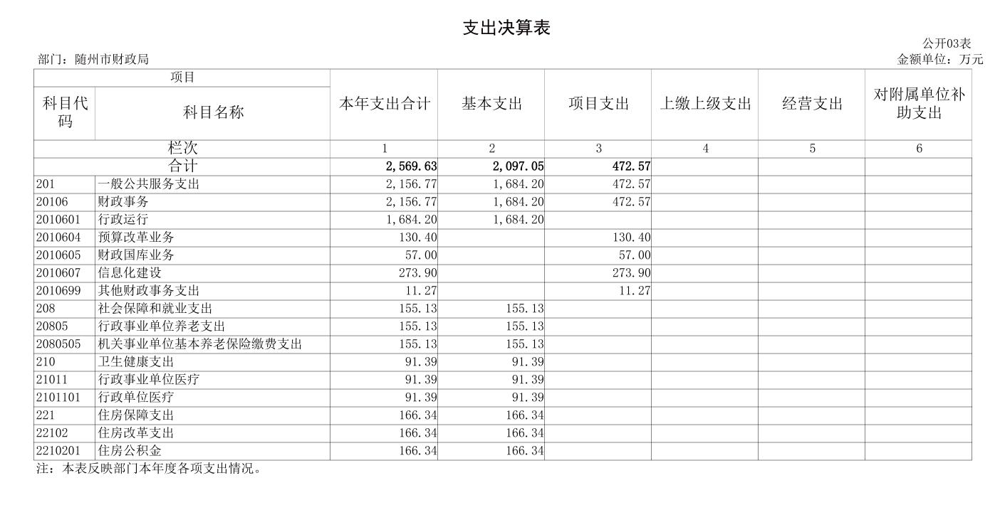 支出决算表
公开03表
部门：随州市财政局 金额单位：万元
项目 本年支出合计 基本支出 项目支出 上缴上级支出 经营支出 对附属单位补助支出
科目代码 科目名称
栏次 1 2 3 4 5 6
合计 2,569.63 2,097.05 472.57
201 一般公共服务支出 2,156.77 1,684.20 472.57
20106 财政事务 2,156.77 1,684.20 472.57
2010601 行政运行 1,684.20 1,684.20
2010604 预算改革业务 130.40 130.40
2010605 财政国库业务 57.00 57.00
2010607 信息化建设 273.90 273.90
2010699 其他财政事务支出 11.27 11.27
208 社会保障和就业支出 155.13 155.13
20805 行政事业单位养老支出 155.13 155.13
2080505 机关事业单位基本养老保险缴费支出 155.13 155.13
210 卫生健康支出 91.39 91.39
21011 行政事业单位医疗 91.39 91.39
2101101 行政单位医疗 91.39 91.39
221 住房保障支出 166.34 166.34
22102 住房改革支出 166.34 166.34
2210201 住房公积金 166.34 166.34
注：本表反映部门本年度各项支出情况。